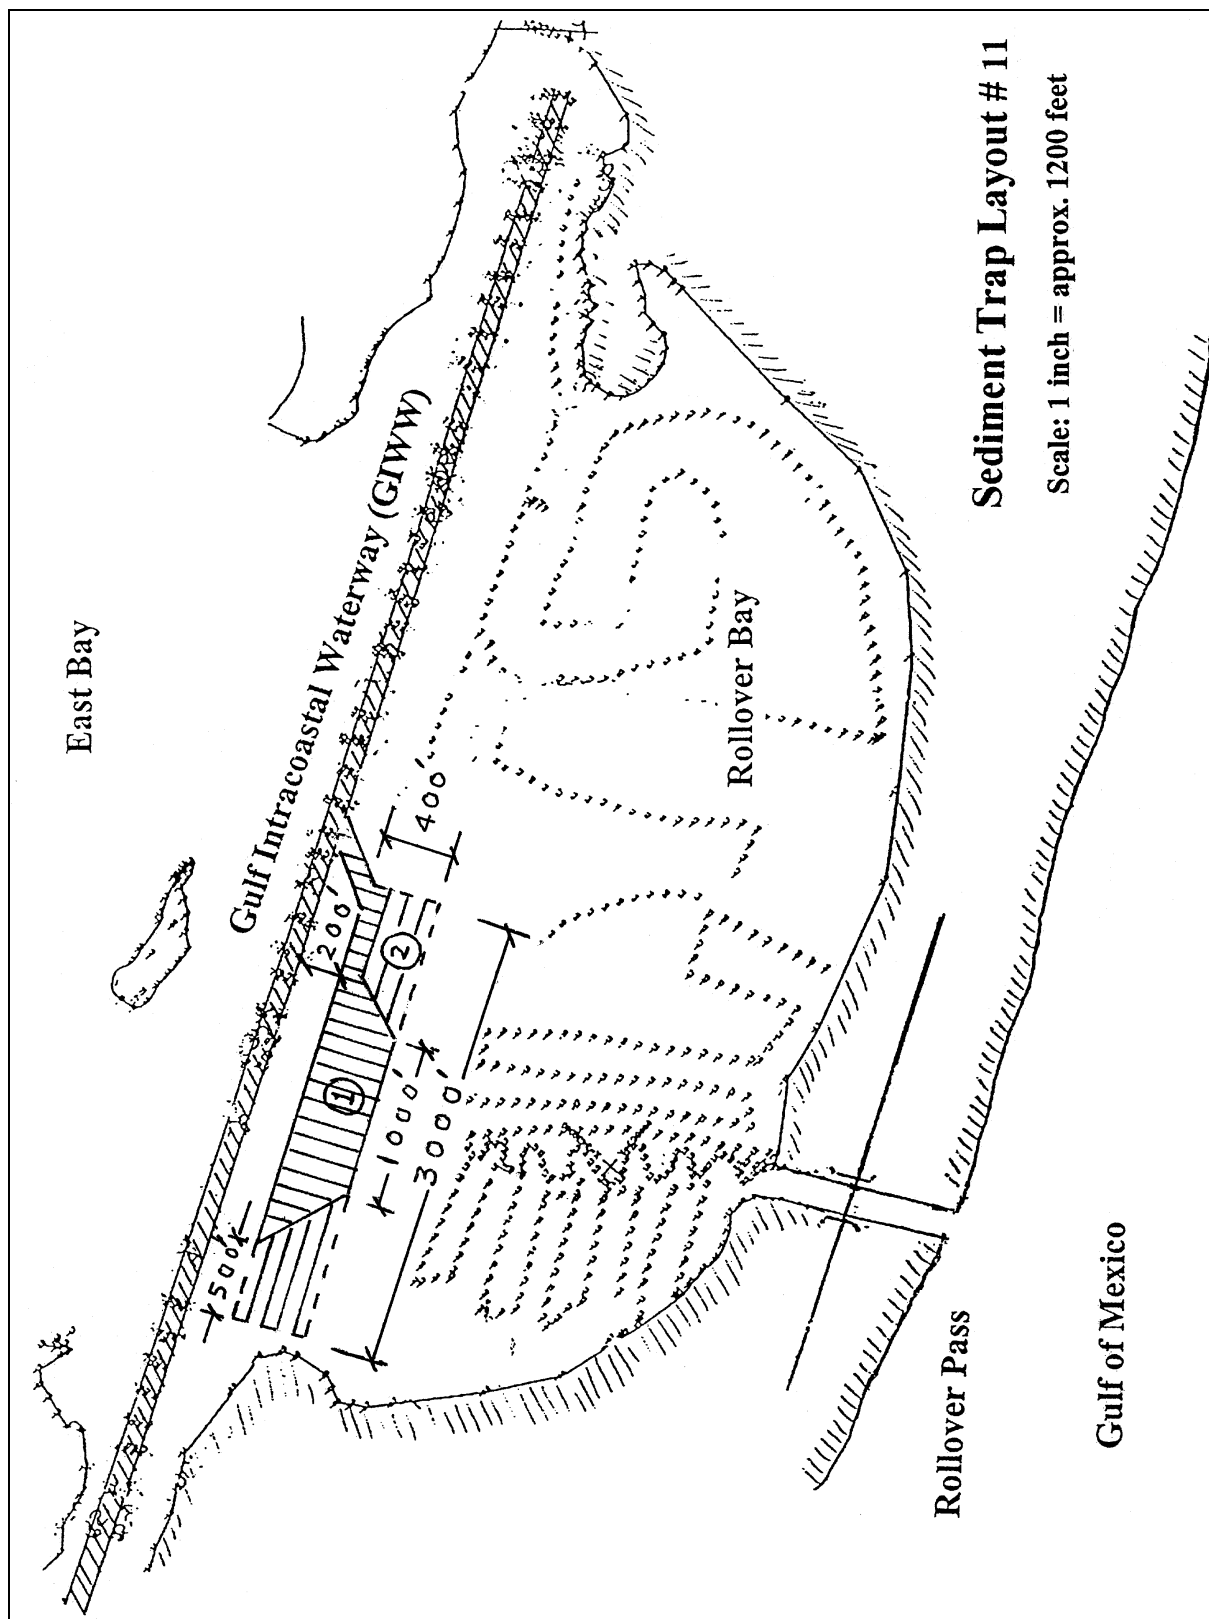 East Bay
Gulf Intracoastal Waterway (GIWW)
500'
200'
400'
1
2
1000'
3000'
Rollover Bay
Rollover Pass
Gulf of Mexico
Sediment Trap Layout # 11
Scale: 1 inch = approx. 1200 feet